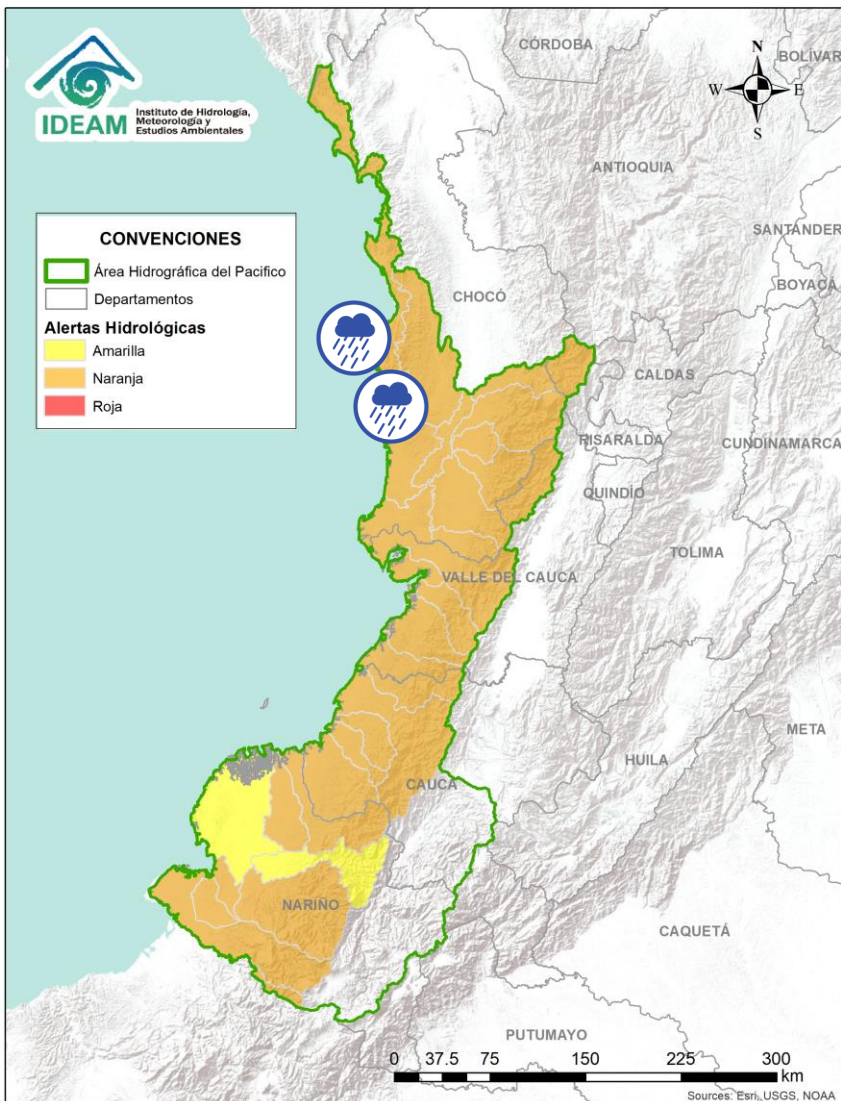 IDEAM
Instituto de Hidrología,
Meteorología y
Estudios Ambientales
CONVENCIONES
Área Hidrográfica del Pacifico
Departamentos
Alertas Hidrológicas
Amarilla
Naranja
Roja
N
W
E
S
CÓRDOBA
BOLÍVAR
ANTIOQUIA
SANTANDER
BOYACÁ
CHOCÓ
CALDAS
RISARALDA
CUNDINAMARCA
QUINDÍO
TOLIMA
VALLE DEL CAUCA
META
HUILA
CAUCA
NARIÑO
CAQUETÁ
PUTUMAYO
0 37.5 75 150 225 300
km
Sources: Esri, USGS, NOAA